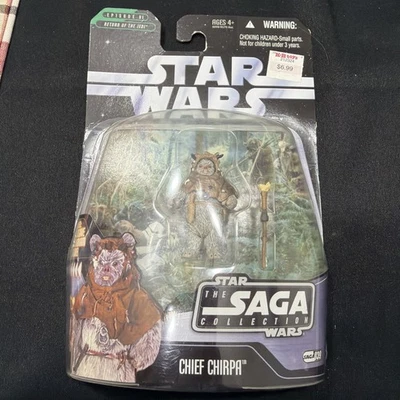 EPISODE VI
RETURN OF THE JEDI
AGES 4+
WARNING:
CHOKING HAZARD-Small parts.
Not for children under 3 years.
STAR
WARS
$6.99
STAR
THE SAGA
COLLECTION
WARS
CHIEF CHIRPA™